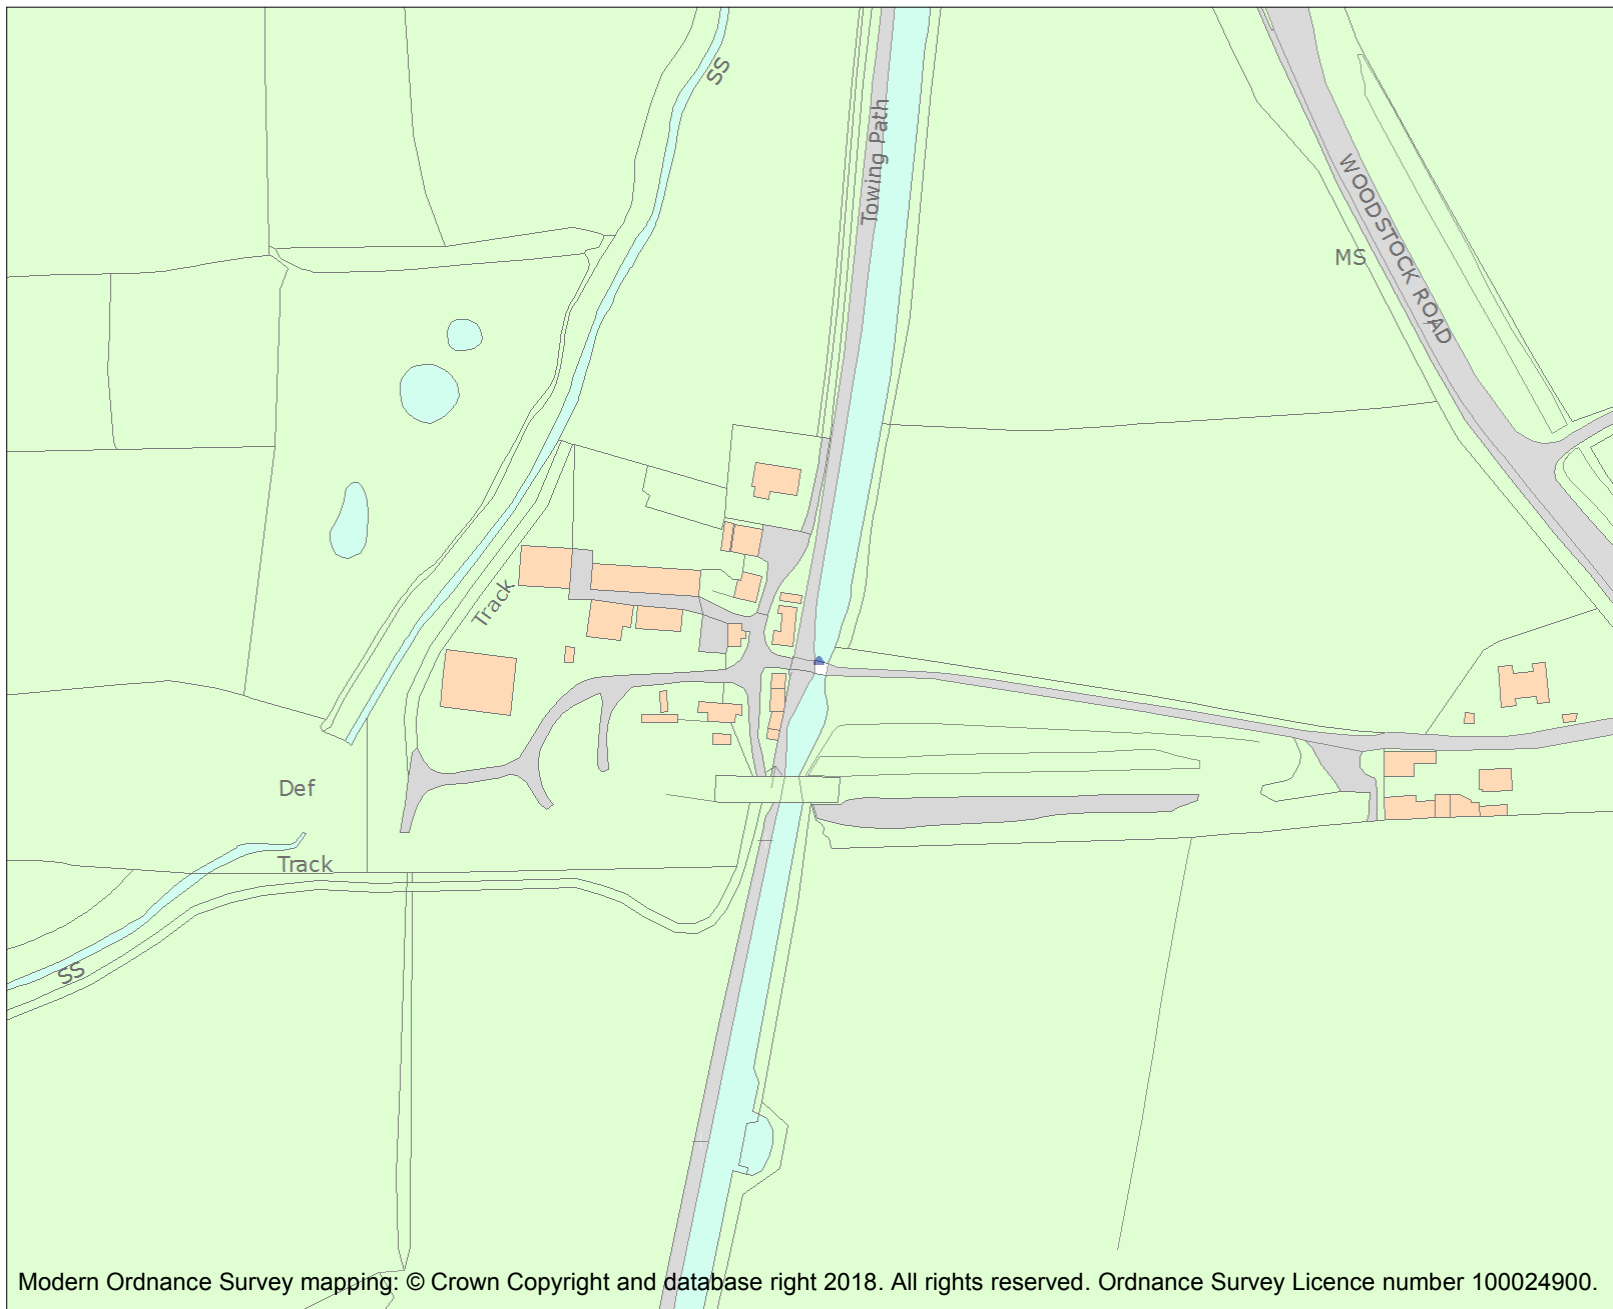 SS
Towing Path
WOODSTOCK ROAD
MS
Track
Def
Track
SS
Modern Ordnance Survey mapping: © Crown Copyright and database right 2018. All rights reserved. Ordnance Survey Licence number 100024900.